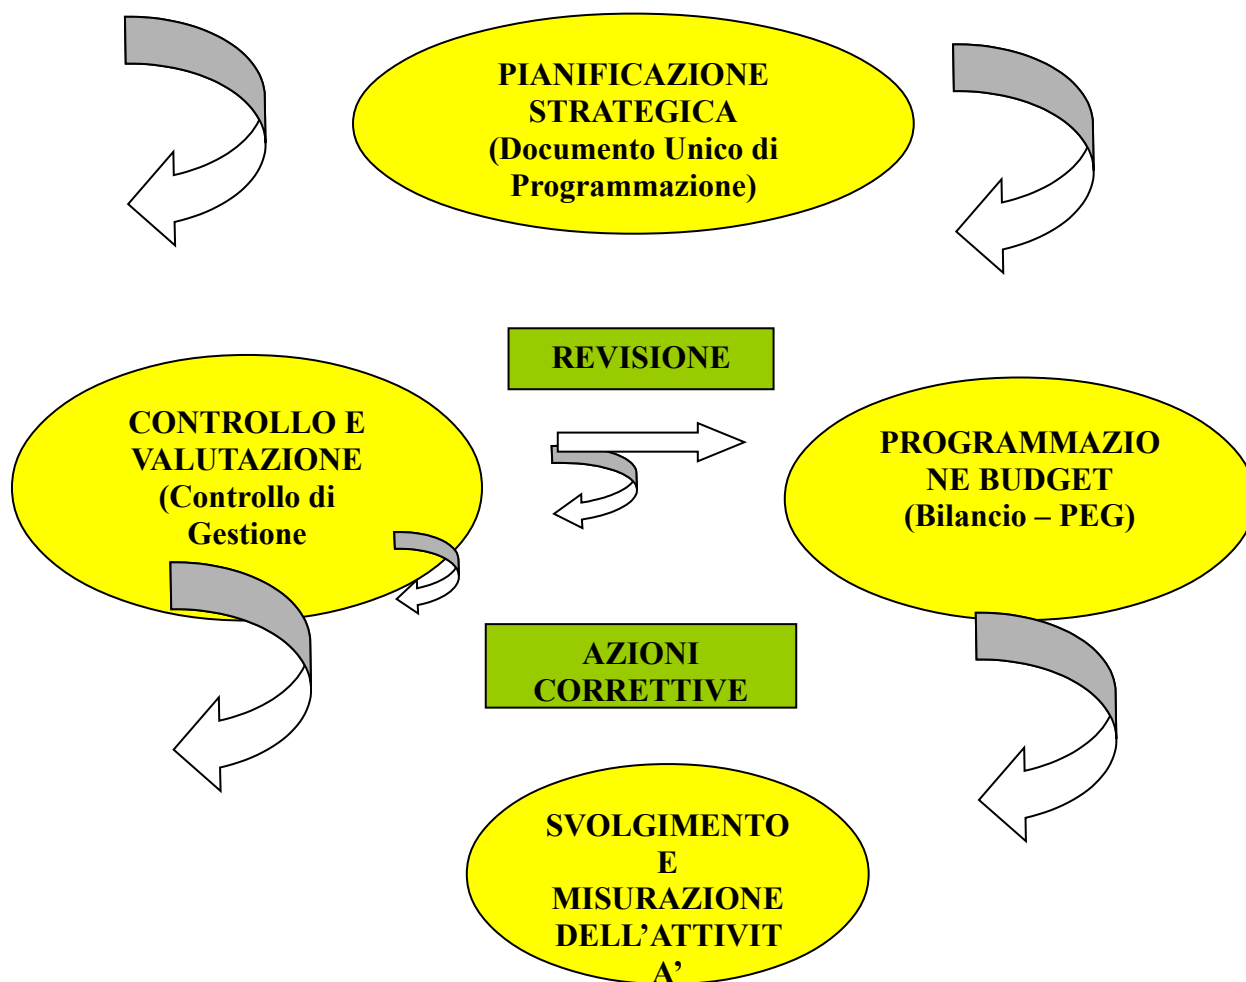 PIANIFICAZIONE
STRATEGICA
(Documento Unico di
Programmazione)
REVISIONE
CONTROLLO E
VALUTAZIONE
(Controllo di
Gestione
PROGRAMMAZIO
NE BUDGET
(Bilancio – PEG)
AZIONI
CORRETTIVE
SVOLGIMENTO
E
MISURAZIONE
DELL’ATTIVIT
A’